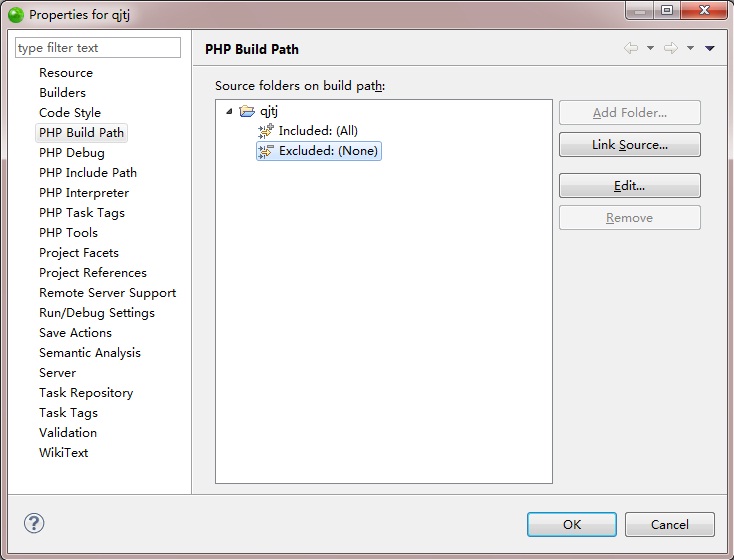 Properties for qjtj
type filter text
Resource
Builders
Code Style
PHP Build Path
PHP Debug
PHP Include Path
PHP Interpreter
PHP Task Tags
PHP Tools
Project Facets
Project References
Remote Server Support
Run/Debug Settings
Save Actions
Semantic Analysis
Server
Task Repository
Task Tags
Validation
WikiText
PHP Build Path
Source folders on build path:
qjtj
Included: (All)
Excluded: (None)
Add Folder...
Link Source...
Edit...
Remove
?
OK
Cancel